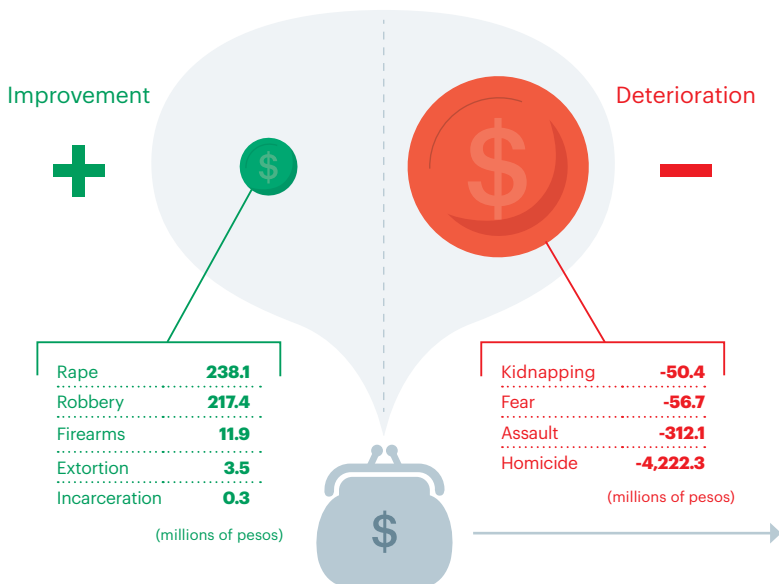 Improvement
Deterioration
+
−
$
$
Rape 238.1
Robbery 217.4
Firearms 11.9
Extortion 3.5
Incarceration 0.3
(millions of pesos)
Kidnapping -50.4
Fear -56.7
Assault -312.1
Homicide -4,222.3
(millions of pesos)
$